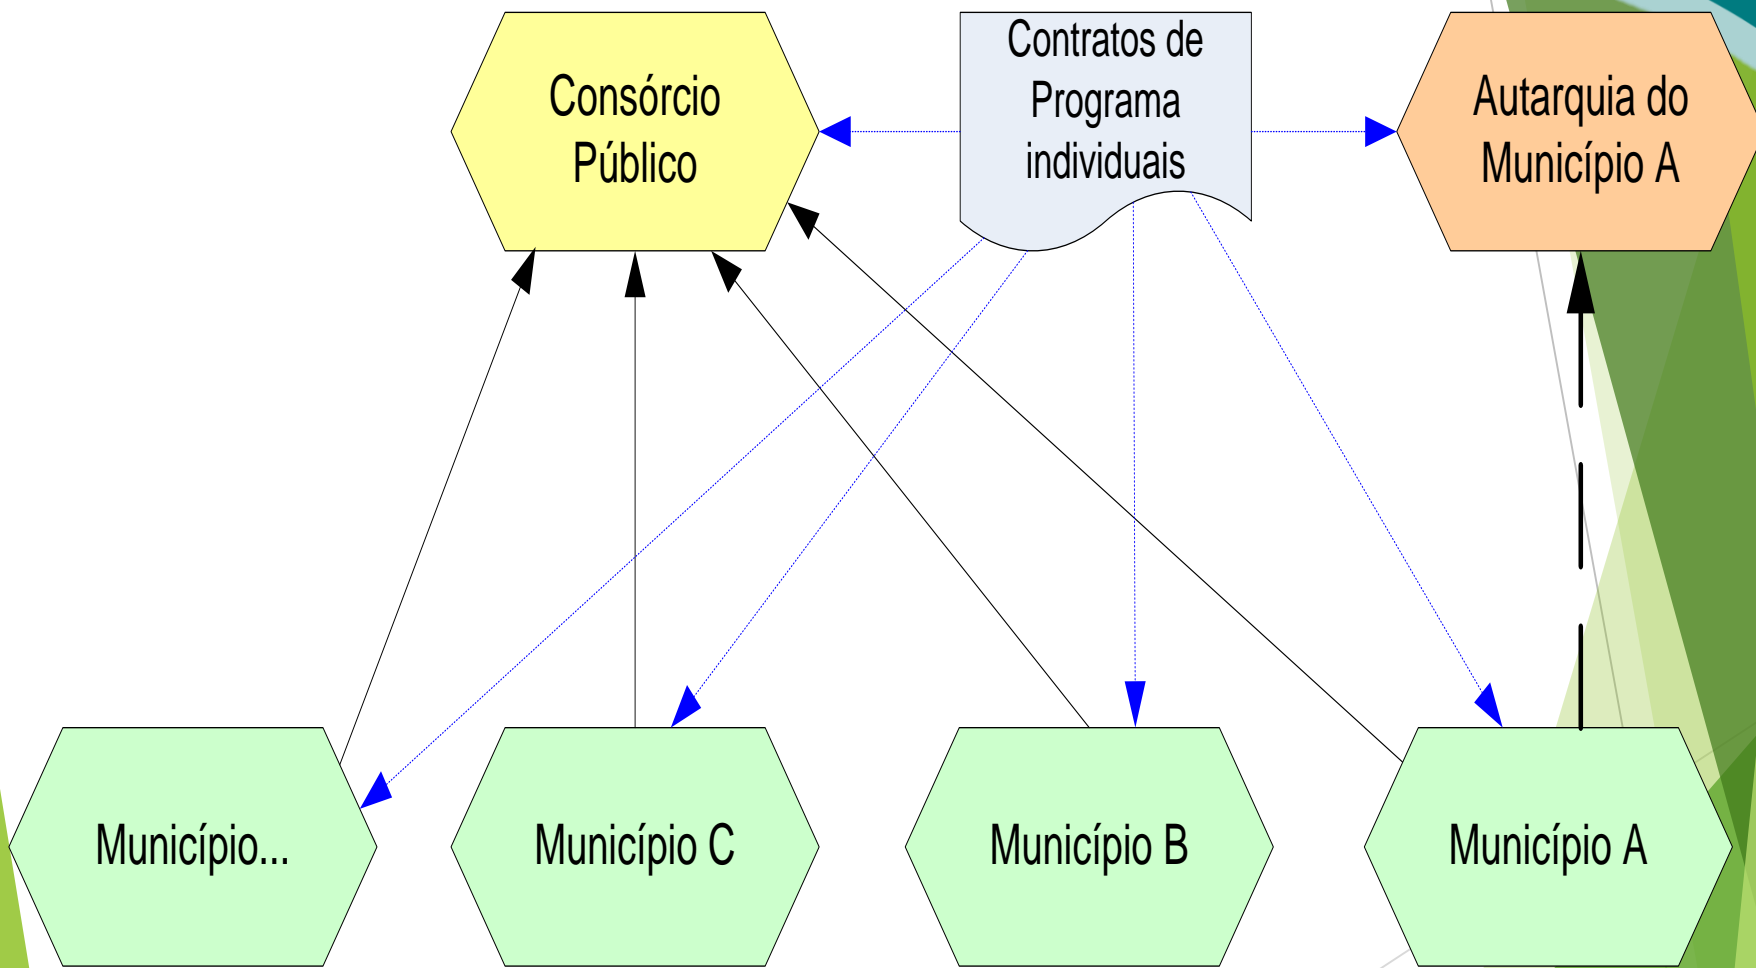 Consórcio
Público
Contratos de
Programa
individuais
Autarquia do
Município A
Município...
Município C
Município B
Município A